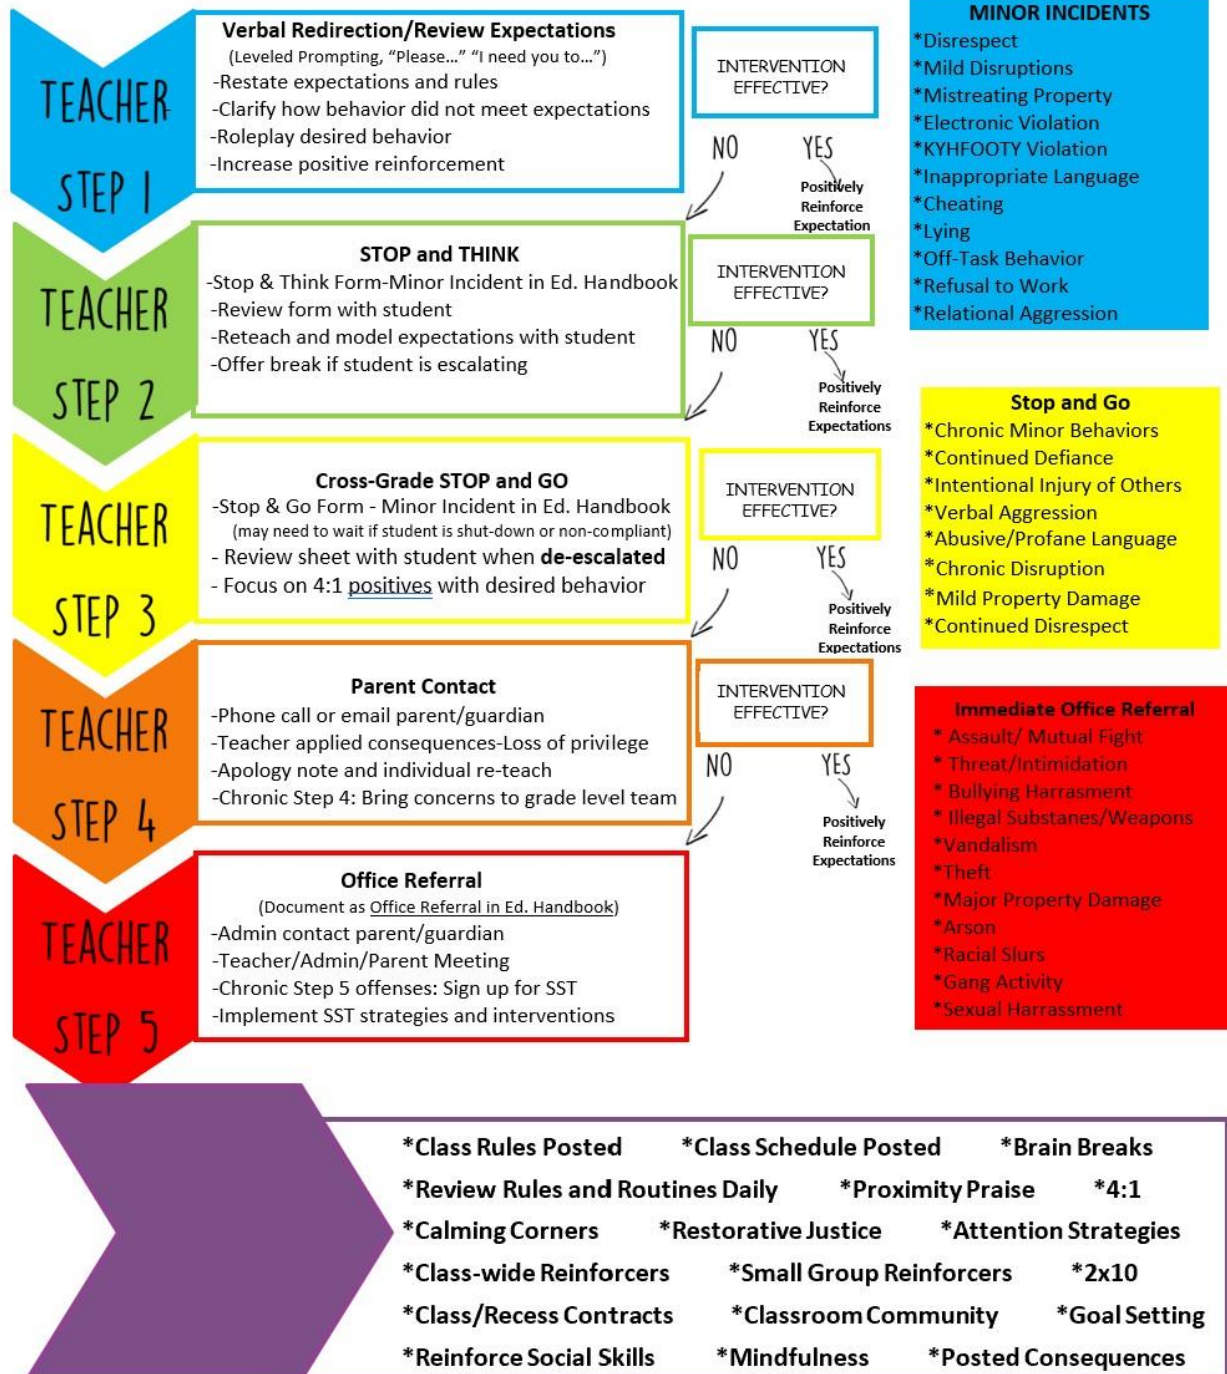 TEACHER
STEP 1
Verbal Redirection/Review Expectations
(Leveled Prompting, “Please…” “I need you to…”)
-Restate expectations and rules
-Clarify how behavior did not meet expectations
-Roleplay desired behavior
-Increase positive reinforcement
INTERVENTION
EFFECTIVE?
NO
YES
Positively
Reinforce
Expectation
TEACHER
STEP 2
STOP and THINK
-Stop & Think Form-Minor Incident in Ed. Handbook
-Review form with student
-Reteach and model expectations with student
-Offer break if student is escalating
INTERVENTION
EFFECTIVE?
NO
YES
Positively
Reinforce
Expectations
TEACHER
STEP 3
Cross-Grade STOP and GO
-Stop & Go Form - Minor Incident in Ed. Handbook
(may need to wait if student is shut-down or non-compliant)
- Review sheet with student when de-escalated
- Focus on 4:1 positives with desired behavior
INTERVENTION
EFFECTIVE?
NO
YES
Positively
Reinforce
Expectations
TEACHER
STEP 4
Parent Contact
-Phone call or email parent/guardian
-Teacher applied consequences-Loss of privilege
-Apology note and individual re-teach
-Chronic Step 4: Bring concerns to grade level team
INTERVENTION
EFFECTIVE?
NO
YES
Positively
Reinforce
Expectations
TEACHER
STEP 5
Office Referral
(Document as Office Referral in Ed. Handbook)
-Admin contact parent/guardian
-Teacher/Admin/Parent Meeting
-Chronic Step 5 offenses: Sign up for SST
-Implement SST strategies and interventions
MINOR INCIDENTS
*Disrespect
*Mild Disruptions
*Mistreating Property
*Electronic Violation
*KYHFOOTY Violation
*Inappropriate Language
*Cheating
*Lying
*Off-Task Behavior
*Refusal to Work
*Relational Aggression
Stop and Go
*Chronic Minor Behaviors
*Continued Defiance
*Intentional Injury of Others
*Verbal Aggression
*Abusive/Profane Language
*Chronic Disruption
*Mild Property Damage
*Continued Disrespect
Immediate Office Referral
* Assault/ Mutual Fight
* Threat/Intimidation
* Bullying Harrasment
* Illegal Substanes/Weapons
*Vandalism
*Theft
*Major Property Damage
*Arson
*Racial Slurs
*Gang Activity
*Sexual Harrassment
*Class Rules Posted *Class Schedule Posted *Brain Breaks
*Review Rules and Routines Daily *Proximity Praise *4:1
*Calming Corners *Restorative Justice *Attention Strategies
*Class-wide Reinforcers *Small Group Reinforcers *2x10
*Class/Recess Contracts *Classroom Community *Goal Setting
*Reinforce Social Skills *Mindfulness *Posted Consequences